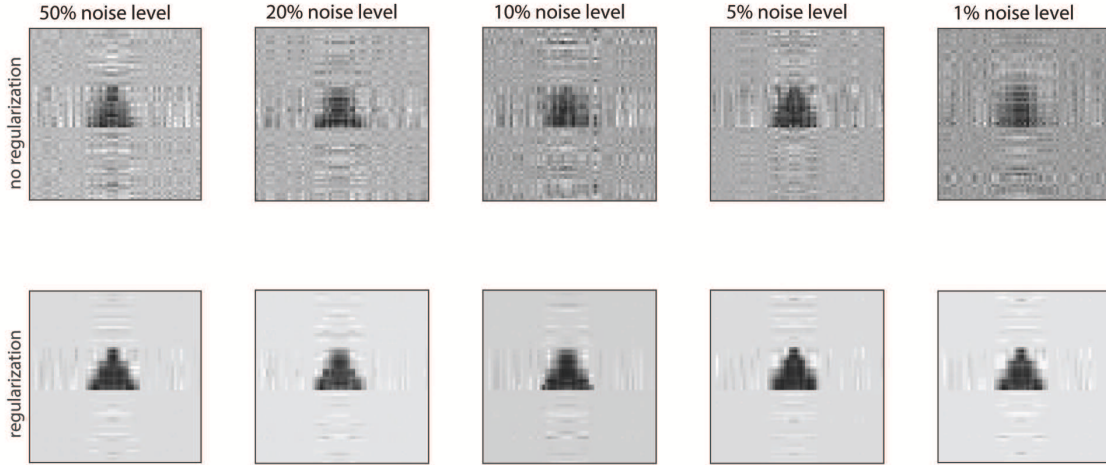 50% noise level
20% noise level
10% noise level
5% noise level
1% noise level
no regularization
regularization